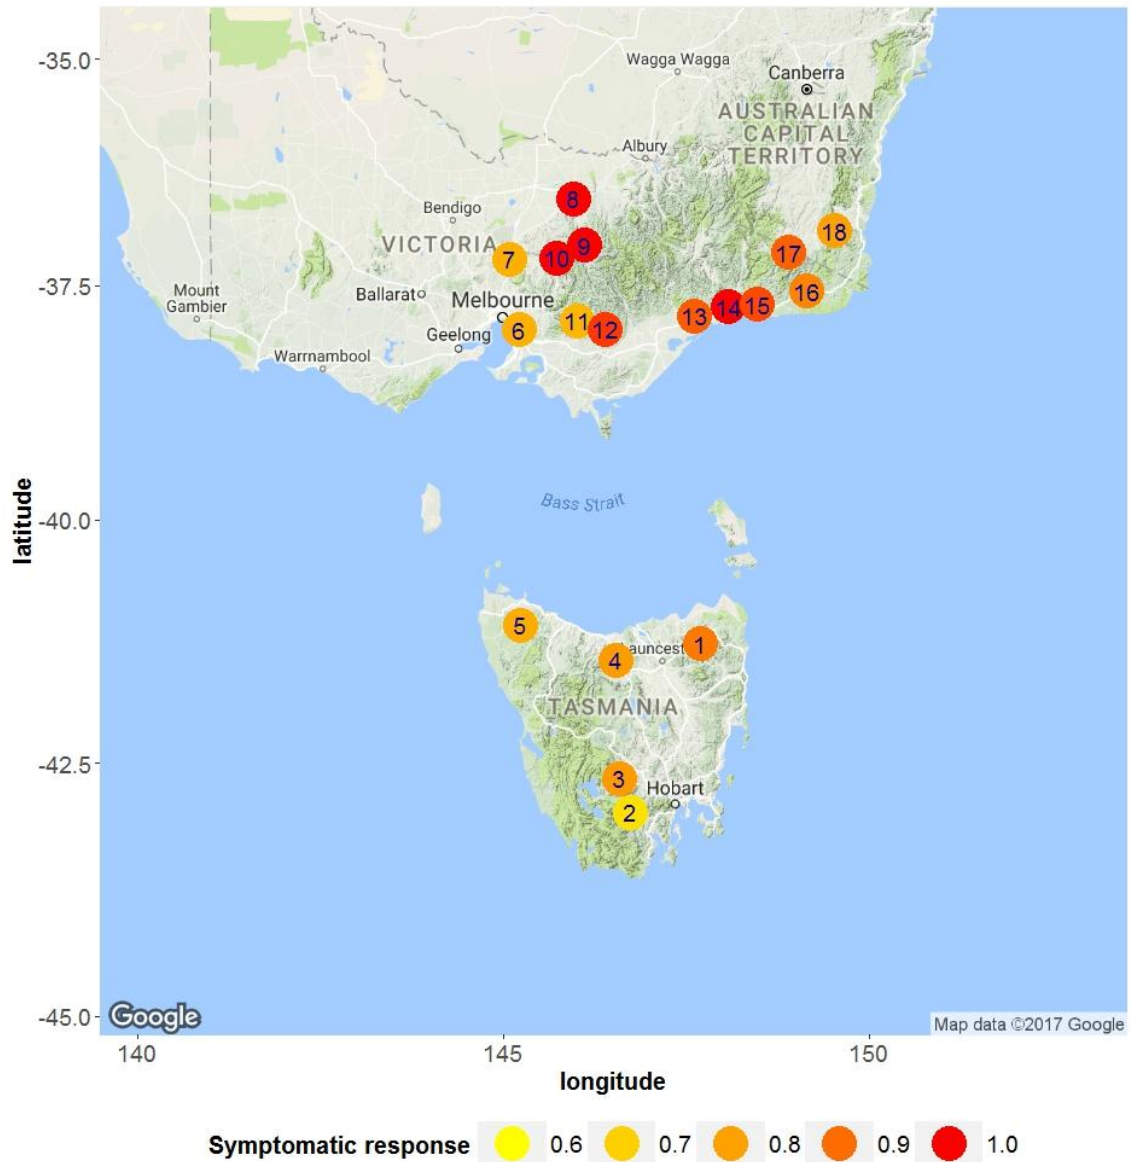 -35.0
Wagga Wagga
Canberra
AUSTRALIAN
CAPITAL
TERRITORY
Albury
8
Bendigo
VICTORIA
7
10
9
18
17
-37.5
Mount
Gambier
Ballarat
Melbourne
16
6
11
12
13
14
15
Geelong
Warrnambool
latitude
-40.0
Bass Strait
5
4
auncest
1
TASMANIA
-42.5
3
Hobart
2
-45.0
Google
Map data ©2017 Google
140
145
150
longitude
Symptomatic response 0.6 0.7 0.8 0.9 1.0